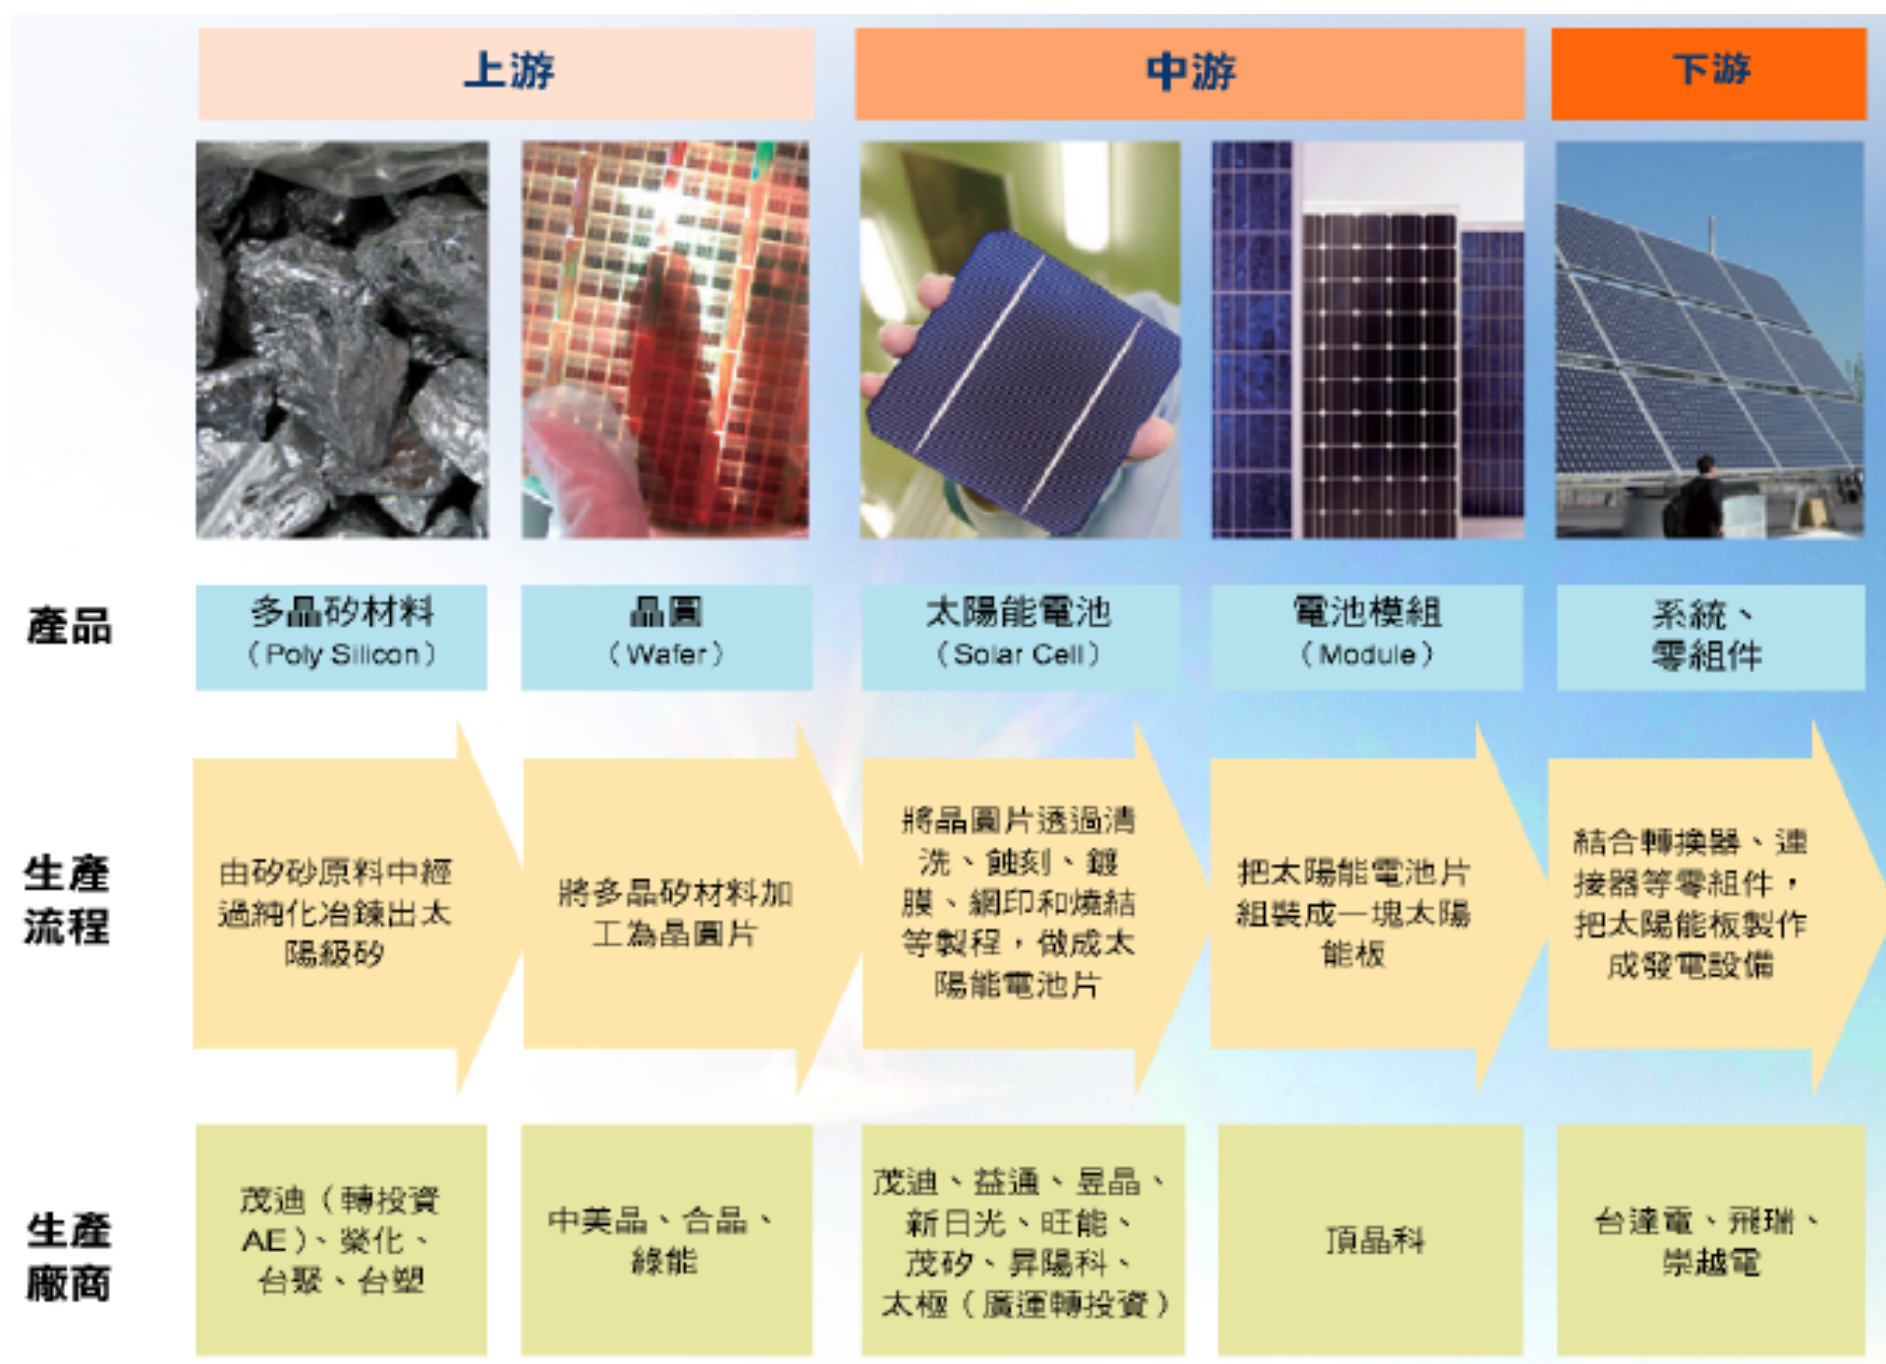 上游
中游
下游
產品
多晶矽材料
（Poly Silicon）
晶圓
（Wafer）
太陽能電池
（Solar Cell）
電池模組
（Module）
系統、
零組件
生產
流程
由矽砂原料中經
過純化冶鍊出太
陽級矽
將多晶矽材料加
工為晶圓片
將晶圓片透過清
洗、蝕刻、鍍
膜、網印和燒結
等製程，做成太
陽能電池片
把太陽能電池片
組裝成一塊太陽
能板
結合轉換器、連
接器等零組件，
把太陽能板製作
成發電設備
生產
廠商
茂迪（轉投資
AE）、榮化、
台聚、台塑
中美晶、合晶、
綠能
茂迪、益通、昱晶、
新日光、旺能、
茂矽、昇陽科、
太極（廣運轉投資）
頂晶科
台達電、飛瑞、
崇越電